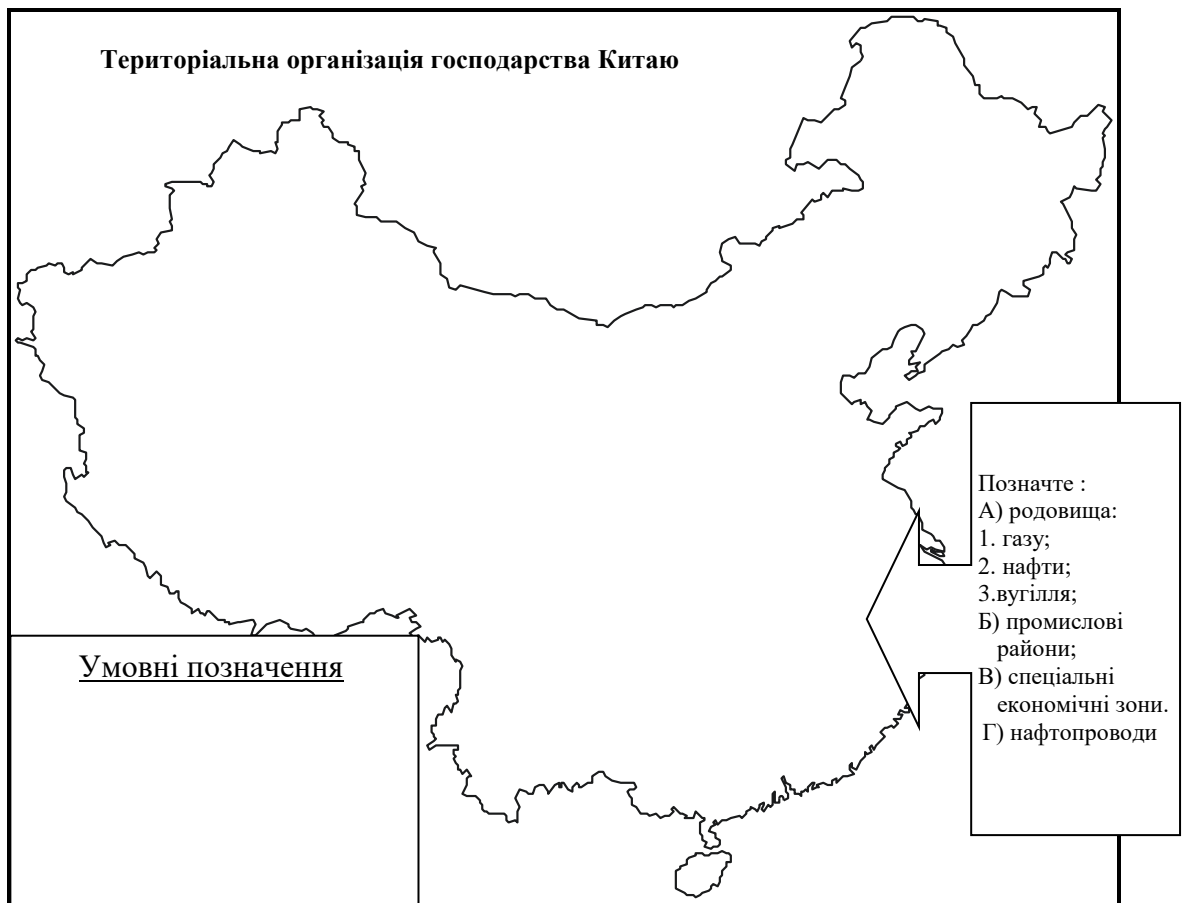 Територіальна організація господарства Китаю
Позначте :
А) родовища:
1. газу;
2. нафти;
3.вугілля;
Б) промислові
райони;
В) спеціальні
економічні зони.
Г) нафтопроводи
Умовні позначення